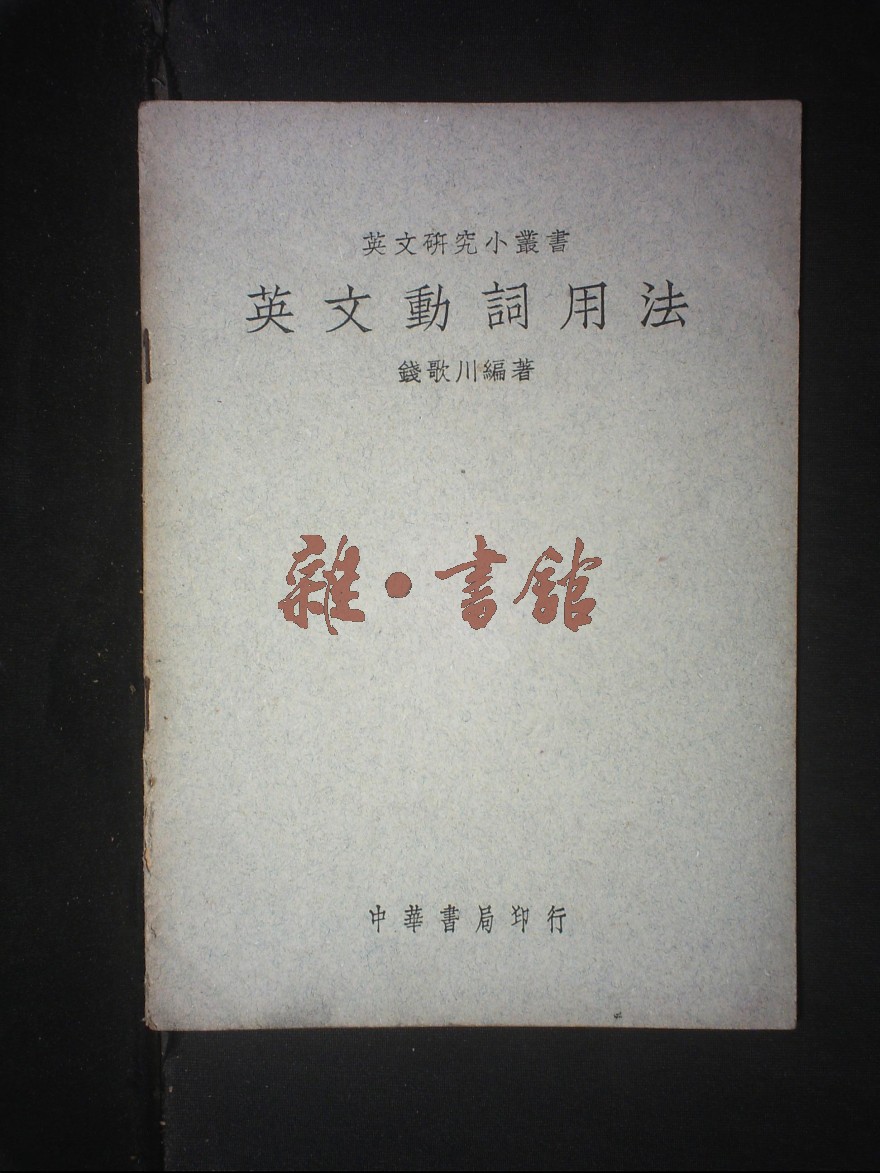 英文研究小叢書
英文動詞用法
錢歌川編著
雜·書館
中華書局印行